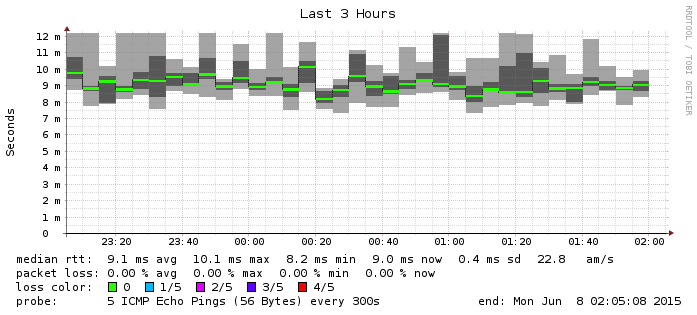 Last 3 Hours
RRDTOOL / TOBI OETIKER
Seconds
12 m
11 m
10 m
9 m
8 m
7 m
6 m
5 m
4 m
3 m
2 m
1 m
0
23:20 23:40 00:00 00:20 00:40 01:00 01:20 01:40 02:00
median rtt: 9.1 ms avg 10.1 ms max 8.2 ms min 9.0 ms now 0.4 ms sd 22.8 am/s
packet loss: 0.00 % avg 0.00 % max 0.00 % min 0.00 % now
loss color: 0 1/5 2/5 3/5 4/5
probe: 5 ICMP Echo Pings (56 Bytes) every 300s end: Mon Jun 8 02:05:08 2015